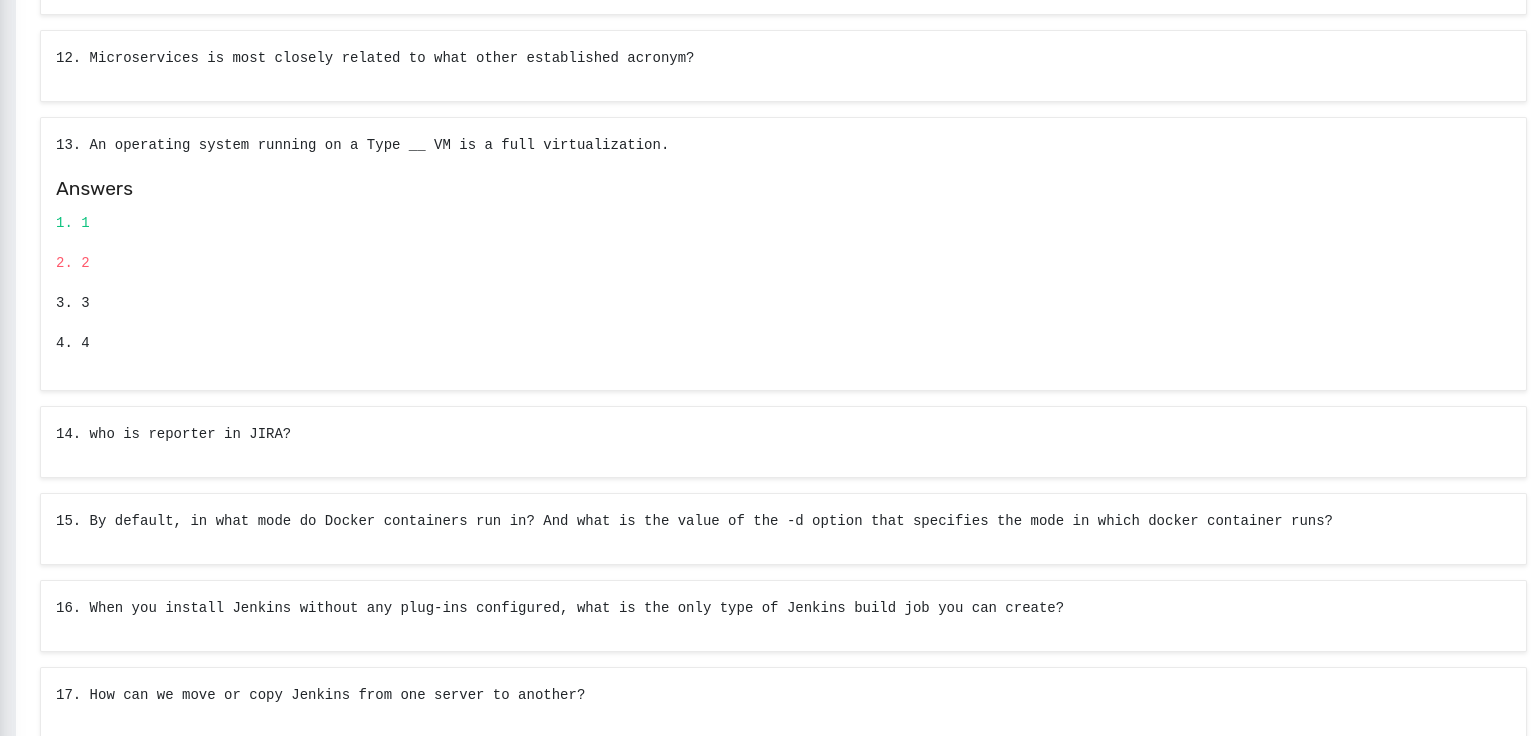 12. Microservices is most closely related to what other established acronym?
13. An operating system running on a Type __ VM is a full virtualization.
Answers
1. 1
2. 2
3. 3
4. 4
14. who is reporter in JIRA?
15. By default, in what mode do Docker containers run in? And what is the value of the -d option that specifies the mode in which docker container runs?
16. When you install Jenkins without any plug-ins configured, what is the only type of Jenkins build job you can create?
17. How can we move or copy Jenkins from one server to another?